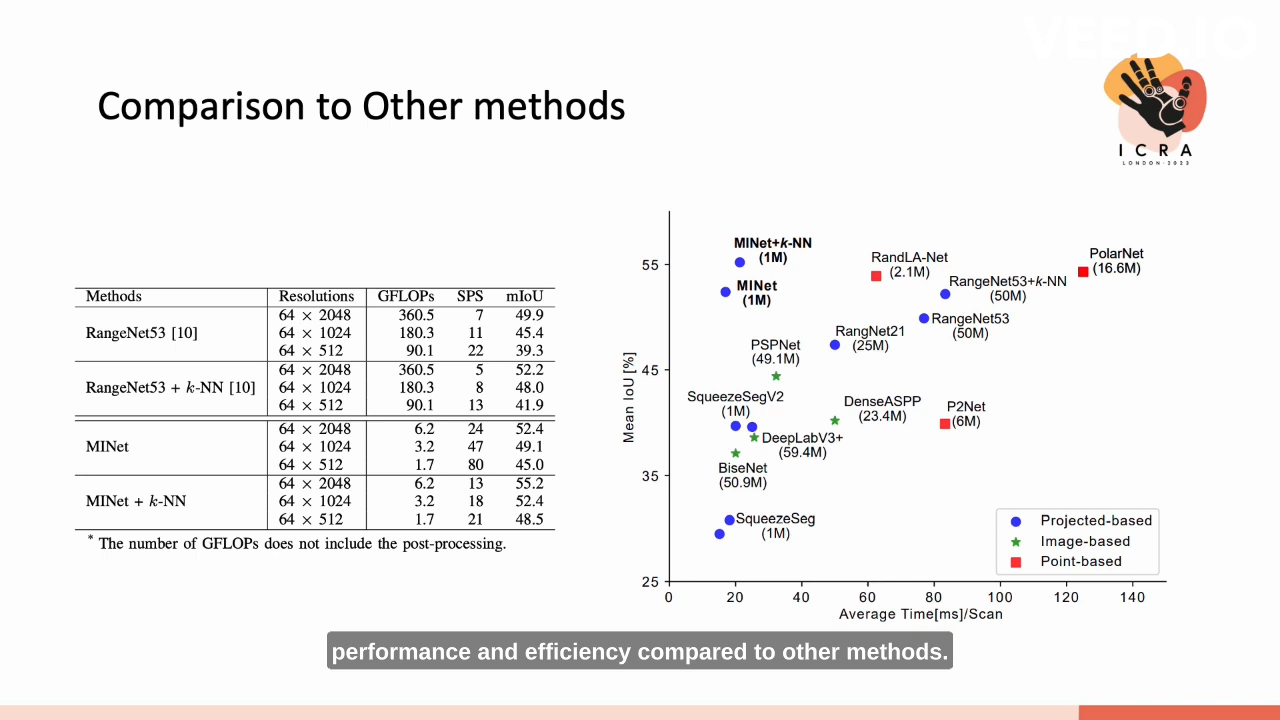 VEED.IO
Comparison to Other methods
I C R A
LONDON·2023
Methods Resolutions GFLOPs SPS mIoU
RangeNet53 [10]
64 × 2048 360.5 7 49.9
64 × 1024 180.3 11 45.4
64 × 512 90.1 22 39.3
RangeNet53 + k-NN [10]
64 × 2048 360.5 5 52.2
64 × 1024 180.3 8 48.0
64 × 512 90.1 13 41.9
MINet
64 × 2048 6.2 24 52.4
64 × 1024 3.2 47 49.1
64 × 512 1.7 80 45.0
MINet + k-NN
64 × 2048 6.2 13 55.2
64 × 1024 3.2 18 52.4
64 × 512 1.7 21 48.5
* The number of GFLOPs does not include the post-processing.
Mean IoU [%]
55
45
35
25
MINet+k-NN
(1M)
MINet
(1M)
RandLA-Net
(2.1M)
PolarNet
(16.6M)
RangeNet53+k-NN
(50M)
RangeNet53
(50M)
RangNet21
(25M)
PSPNet
(49.1M)
SqueezeSegV2
(1M)
DenseASPP
(23.4M)
P2Net
(6M)
DeepLabV3+
(59.4M)
BiseNet
(50.9M)
SqueezeSeg
(1M)
Projected-based
Image-based
Point-based
0 20 40 60 80 100 120 140
Average Time[ms]/Scan
performance and efficiency compared to other methods.